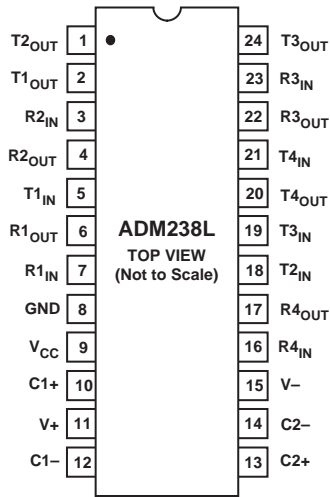 T2OUT 1 24 T3OUT
T1OUT 2 23 R3IN
R2IN 3 22 R3OUT
R2OUT 4 21 T4IN
T1IN 5 20 T4OUT
R1OUT 6 ADM238L 19 T3IN
TOP VIEW
R1IN 7 (Not to Scale) 18 T2IN
GND 8 17 R4OUT
VCC 9 16 R4IN
C1+ 10 15 V–
V+ 11 14 C2–
C1– 12 13 C2+